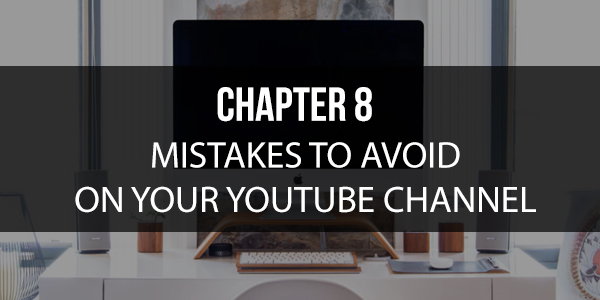 CHAPTER 8
MISTAKES TO AVOID
ON YOUR YOUTUBE CHANNEL